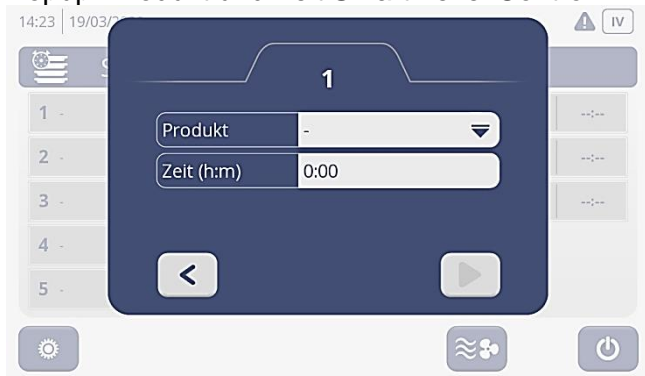 14:23 19/03/
IV
S
1
1 -
Produkt -
--:--
2 -
Zeit (h:m) 0:00
--:--
3 -
--:--
4 -
5 -